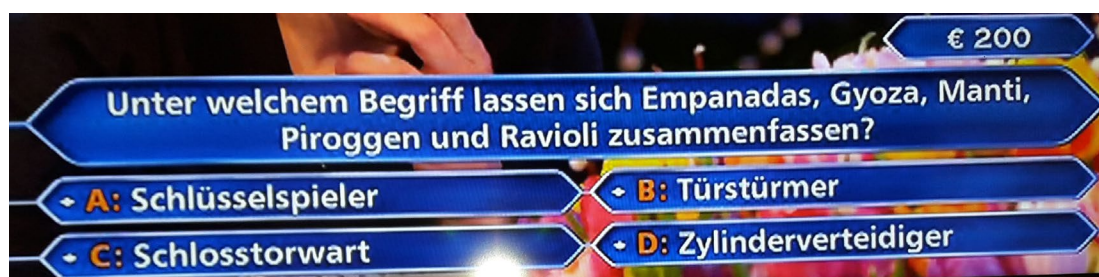 € 200
Unter welchem Begriff lassen sich Empanadas, Gyoza, Manti,
Piroggen und Ravioli zusammenfassen?
A: Schlüsselspieler
B: Türstürmer
C: Schlosstorwart
D: Zylinderverteidiger